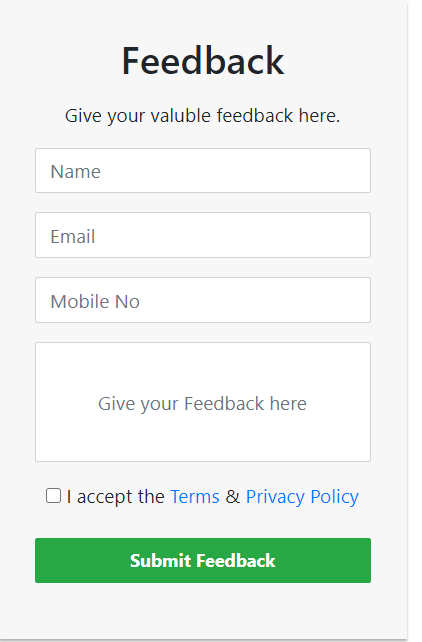 Feedback
Give your valuble feedback here.
Name
Email
Mobile No
Give your Feedback here
I accept the Terms & Privacy Policy
Submit Feedback